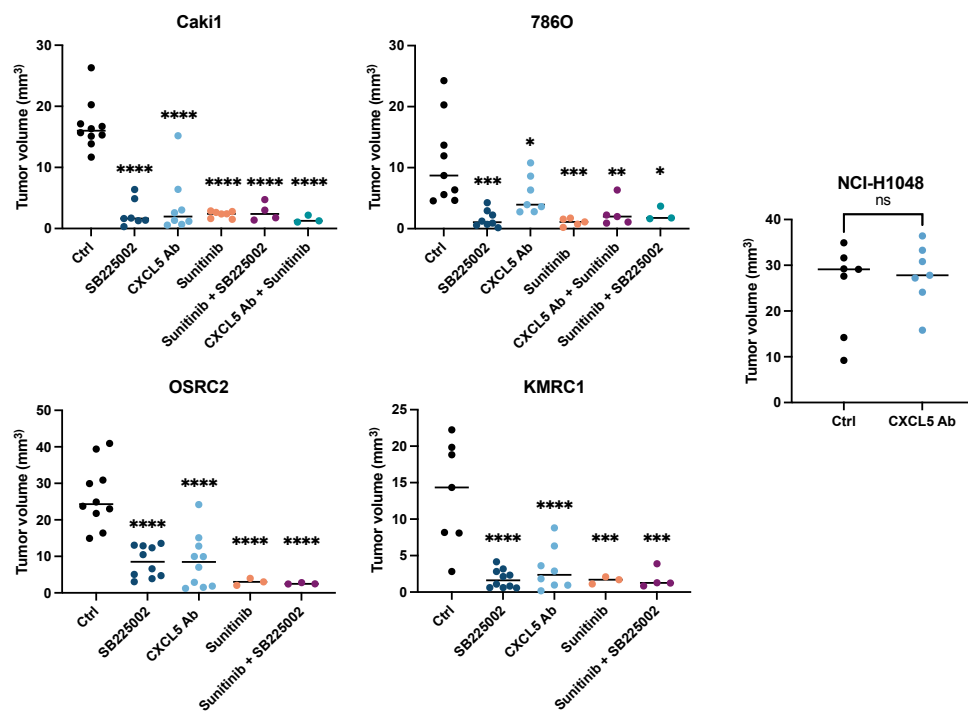 Caki1
Tumor volume (mm³)
30
20
10
0
****
****
****
****
****
Ctrl
SB225002
CXCL5 Ab
Sunitinib
Sunitinib + SB225002
CXCL5 Ab + Sunitinib
786O
Tumor volume (mm³)
30
20
10
0
***
*
***
**
*
Ctrl
SB225002
CXCL5 Ab
Sunitinib
CXCL5 Ab + Sunitinib
Sunitinib + SB225002
NCI-H1048
ns
Tumor volume (mm³)
40
30
20
10
0
Ctrl
CXCL5 Ab
OSRC2
Tumor volume (mm³)
50
40
30
20
10
0
****
****
****
****
Ctrl
SB225002
CXCL5 Ab
Sunitinib
Sunitinib + SB225002
KMRC1
Tumor volume (mm³)
25
20
15
10
5
0
****
****
***
***
Ctrl
SB225002
CXCL5 Ab
Sunitinib
Sunitinib + SB225002